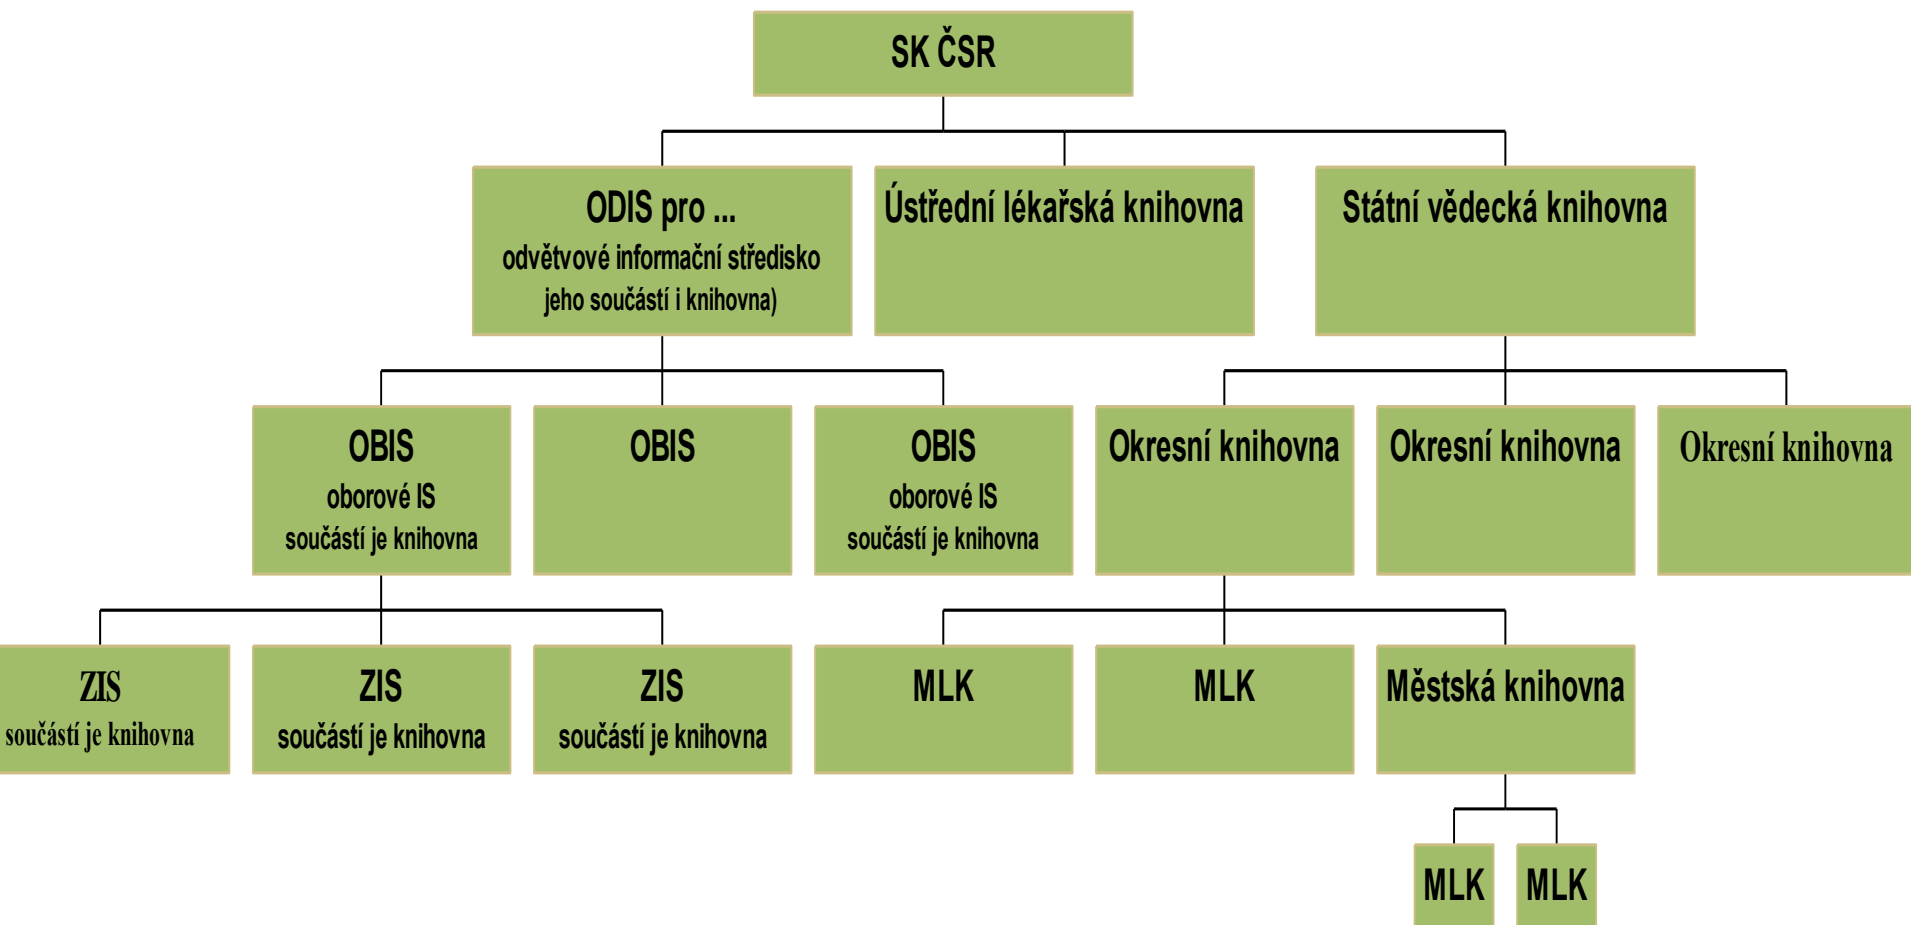 SK ČSR
ODIS pro ...
odvětvové informační středisko
jeho součástí i knihovna)
Ústřední lékařská knihovna
Státní vědecká knihovna
OBIS
oborové IS
součástí je knihovna
OBIS
OBIS
oborové IS
součástí je knihovna
Okresní knihovna
Okresní knihovna
Okresní knihovna
ZIS
součástí je knihovna
ZIS
součástí je knihovna
ZIS
součástí je knihovna
MLK
MLK
Městská knihovna
MLK
MLK